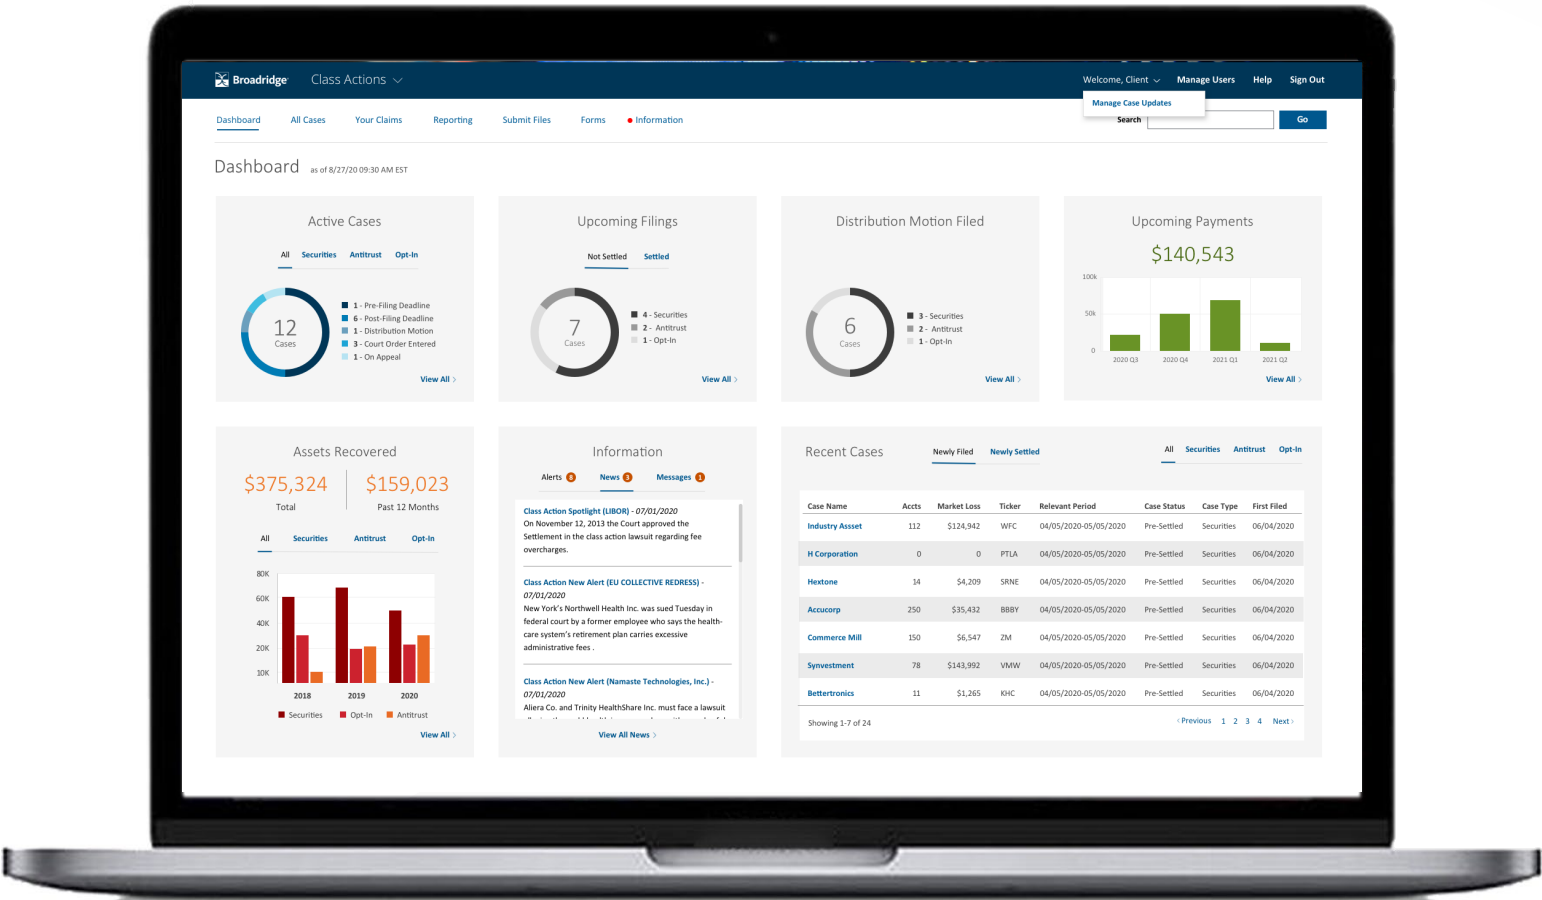 Broadridge
Class Actions
Welcome, Client
Manage Users
Help
Sign Out
Manage Case Updates
Dashboard
All Cases
Your Claims
Reporting
Submit Files
Forms
Information
Search
Go
Dashboard
as of 8/27/20 09:30 AM EST
Active Cases
All
Securities
Antitrust
Opt-In
12
Cases
1 - Pre-Filing Deadline
6 - Post-Filing Deadline
1 - Distribution Motion
3 - Court Order Entered
1 - On Appeal
View All
Upcoming Filings
Not Settled
Settled
7
Cases
4 - Securities
2 - Antitrust
1 - Opt-In
View All
Distribution Motion Filed
6
Cases
3 - Securities
2 - Antitrust
1 - Opt-In
View All
Upcoming Payments
$140,543
100k
50k
0
2020 Q3
2020 Q4
2021 Q1
2021 Q2
View All
Assets Recovered
$375,324
Total
$159,023
Past 12 Months
All
Securities
Antitrust
Opt-In
80K
60K
40K
20K
10K
2018
2019
2020
Securities
Opt-In
Antitrust
View All
Information
Alerts 8
News 3
Messages 1
Class Action Spotlight (LIBOR) - 07/01/2020
On November 12, 2013 the Court approved the
Settlement in the class action lawsuit regarding fee
overcharges.
Class Action New Alert (EU COLLECTIVE REDRESS) -
07/01/2020
New York's Northwell Health Inc. was sued Tuesday in
federal court by a former employee who says the health-
care system's retirement plan carries excessive
administrative fees .
Class Action New Alert (Namaste Technologies, Inc.) -
07/01/2020
Aliera Co. and Trinity HealthShare Inc. must face a lawsuit
View All News
Recent Cases
Newly Filed
Newly Settled
All
Securities
Antitrust
Opt-In
Case Name Accts Market Loss Ticker Relevant Period Case Status Case Type First Filed
Industry Assset 112 $124,942 WFC 04/05/2020-05/05/2020 Pre-Settled Securities 06/04/2020
H Corporation 0 0 PTLA 04/05/2020-05/05/2020 Pre-Settled Securities 06/04/2020
Hextone 14 $4,209 SRNE 04/05/2020-05/05/2020 Pre-Settled Securities 06/04/2020
Accucorp 250 $35,432 BBBY 04/05/2020-05/05/2020 Pre-Settled Securities 06/04/2020
Commerce Mill 150 $6,547 ZM 04/05/2020-05/05/2020 Pre-Settled Securities 06/04/2020
Synvestment 78 $143,992 VMW 04/05/2020-05/05/2020 Pre-Settled Securities 06/04/2020
Bettertronics 11 $1,265 KHC 04/05/2020-05/05/2020 Pre-Settled Securities 06/04/2020
Showing 1-7 of 24
Previous 1 2 3 4 Next